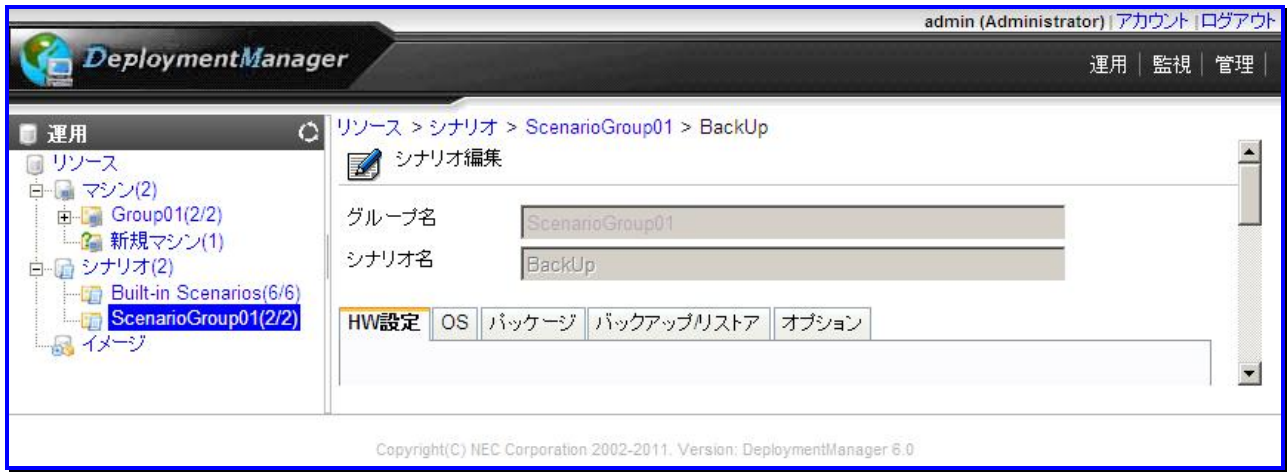 admin (Administrator) | アカウント | ログアウト
DeploymentManager
運用 | 監視 | 管理 |
運用
リソース
マシン(2)
Group01(2/2)
新規マシン(1)
シナリオ(2)
Built-in Scenarios(6/6)
ScenarioGroup01(2/2)
イメージ
リソース > シナリオ > ScenarioGroup01 > BackUp
シナリオ編集
グループ名 ScenarioGroup01
シナリオ名 BackUp
HW設定 OS パッケージ バックアップ/リストア オプション
Copyright(C) NEC Corporation 2002-2011. Version: DeploymentManager 6.0